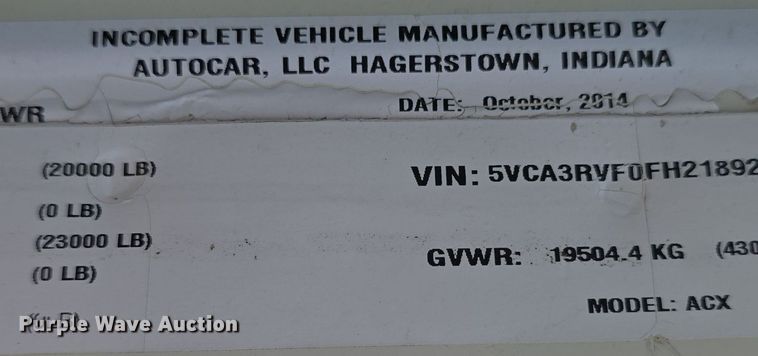 INCOMPLETE VEHICLE MANUFACTURED BY
AUTOCAR, LLC HAGERSTOWN, INDIANA
WR DATE: October, 2014
(20000 LB) VIN: 5VCA3RVF0FH21892
(0 LB)
(23000 LB) GVWR: 19504.4 KG (430
(0 LB)
MODEL: ACX
Purple Wave Auction